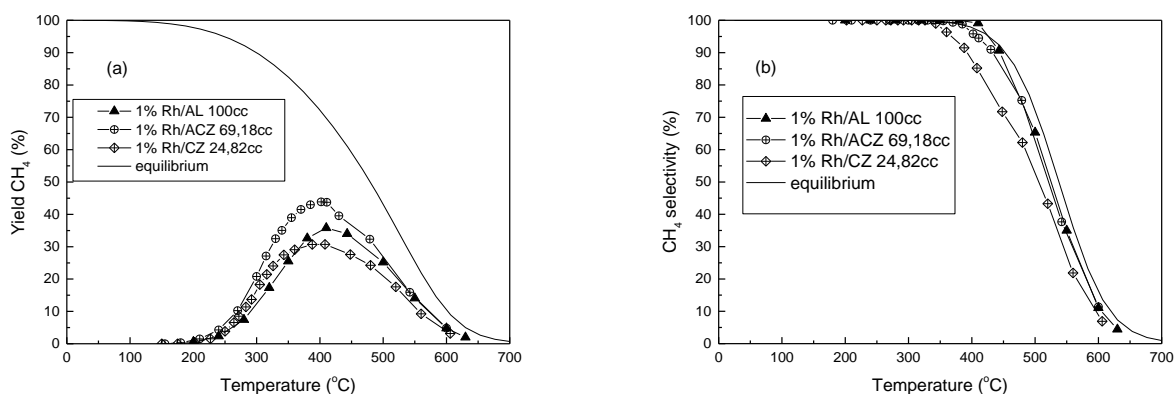 (a)
Yield CH4 (%)
100
90
80
70
60
50
40
30
20
10
0
1% Rh/AL 100cc
1% Rh/ACZ 69,18cc
1% Rh/CZ 24,82cc
equilibrium
0 100 200 300 400 500 600 700
Temperature (°C)
(b)
CH4 selectivity (%)
100
90
80
70
60
50
40
30
20
10
0
1% Rh/AL 100cc
1% Rh/ACZ 69,18cc
1% Rh/CZ 24,82cc
equilibrium
0 100 200 300 400 500 600 700
Temperature (°C)